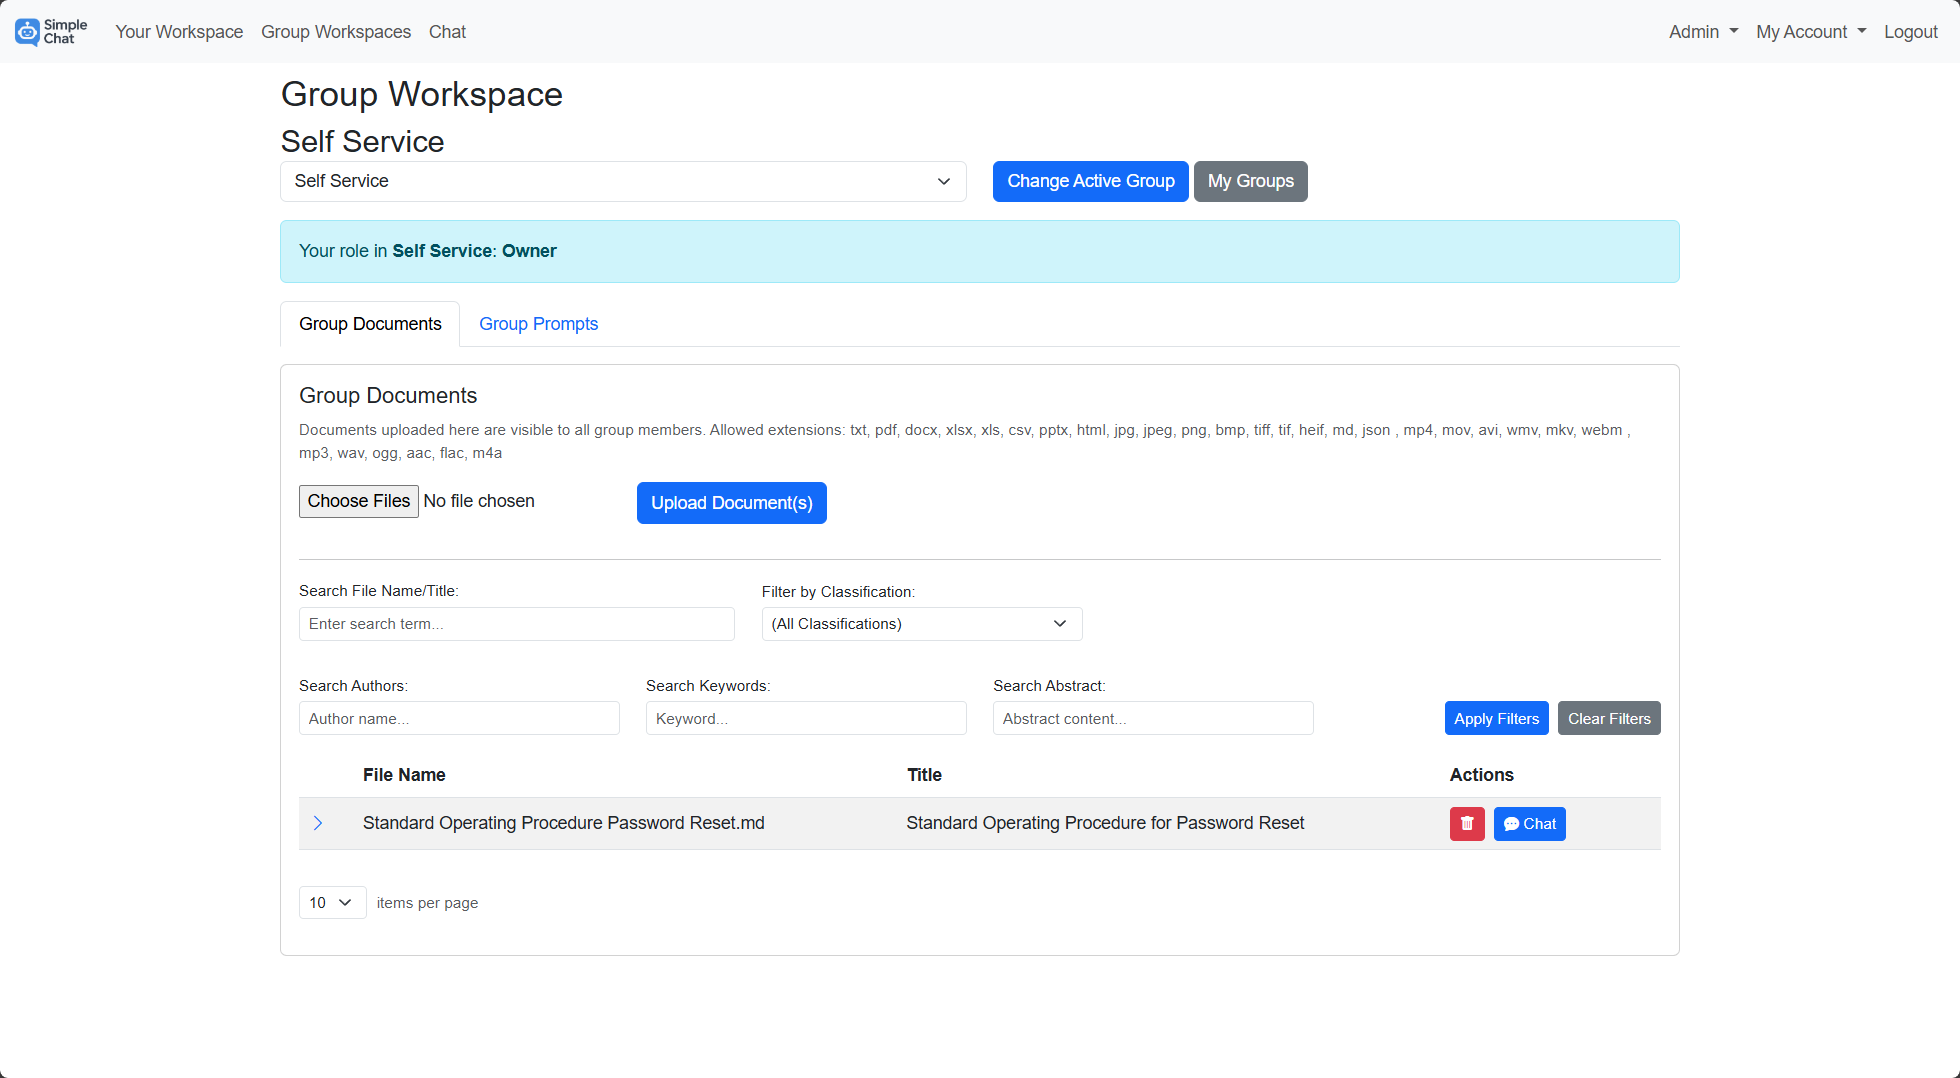 Simple Chat
Your Workspace
Group Workspaces
Chat
Admin
My Account
Logout
Group Workspace
Self Service
Self Service
Change Active Group
My Groups
Your role in Self Service: Owner
Group Documents
Group Prompts
Group Documents
Documents uploaded here are visible to all group members. Allowed extensions: txt, pdf, docx, xlsx, xls, csv, pptx, html, jpg, jpeg, png, bmp, tiff, tif, heif, md, json , mp4, mov, avi, wmv, mkv, webm ,
mp3, wav, ogg, aac, flac, m4a
Choose Files No file chosen
Upload Document(s)
Search File Name/Title:
Filter by Classification:
Enter search term...
(All Classifications)
Search Authors:
Search Keywords:
Search Abstract:
Author name...
Keyword...
Abstract content...
Apply Filters
Clear Filters
File Name
Title
Actions
Standard Operating Procedure Password Reset.md
Standard Operating Procedure for Password Reset
Chat
10
items per page